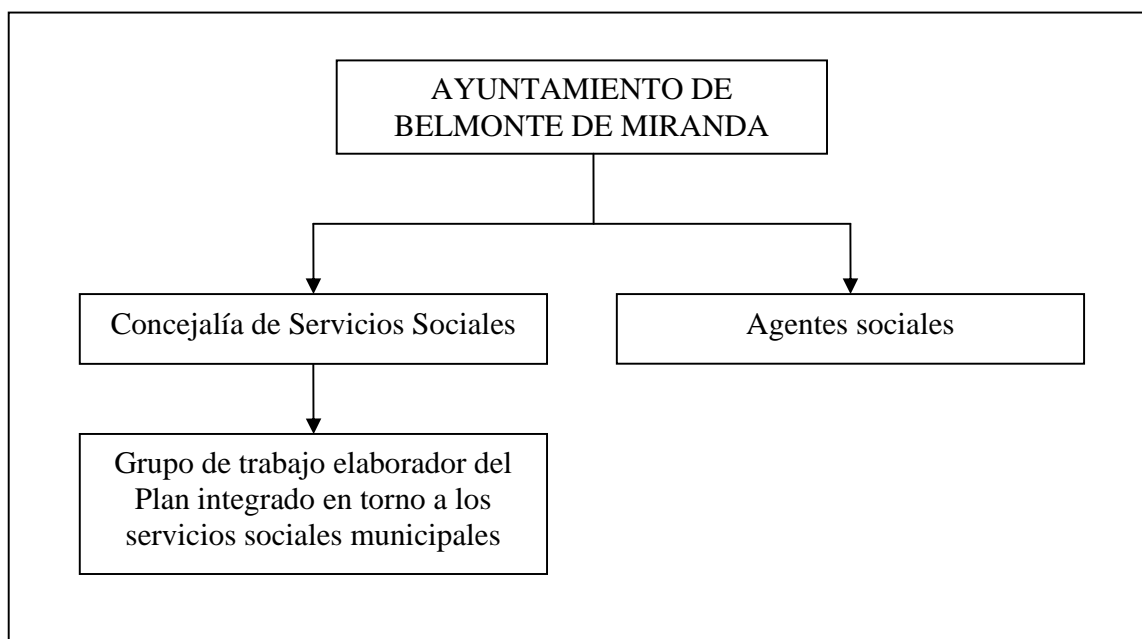 AYUNTAMIENTO DE
BELMONTE DE MIRANDA
Concejalía de Servicios Sociales
Agentes sociales
Grupo de trabajo elaborador del
Plan integrado en torno a los
servicios sociales municipales